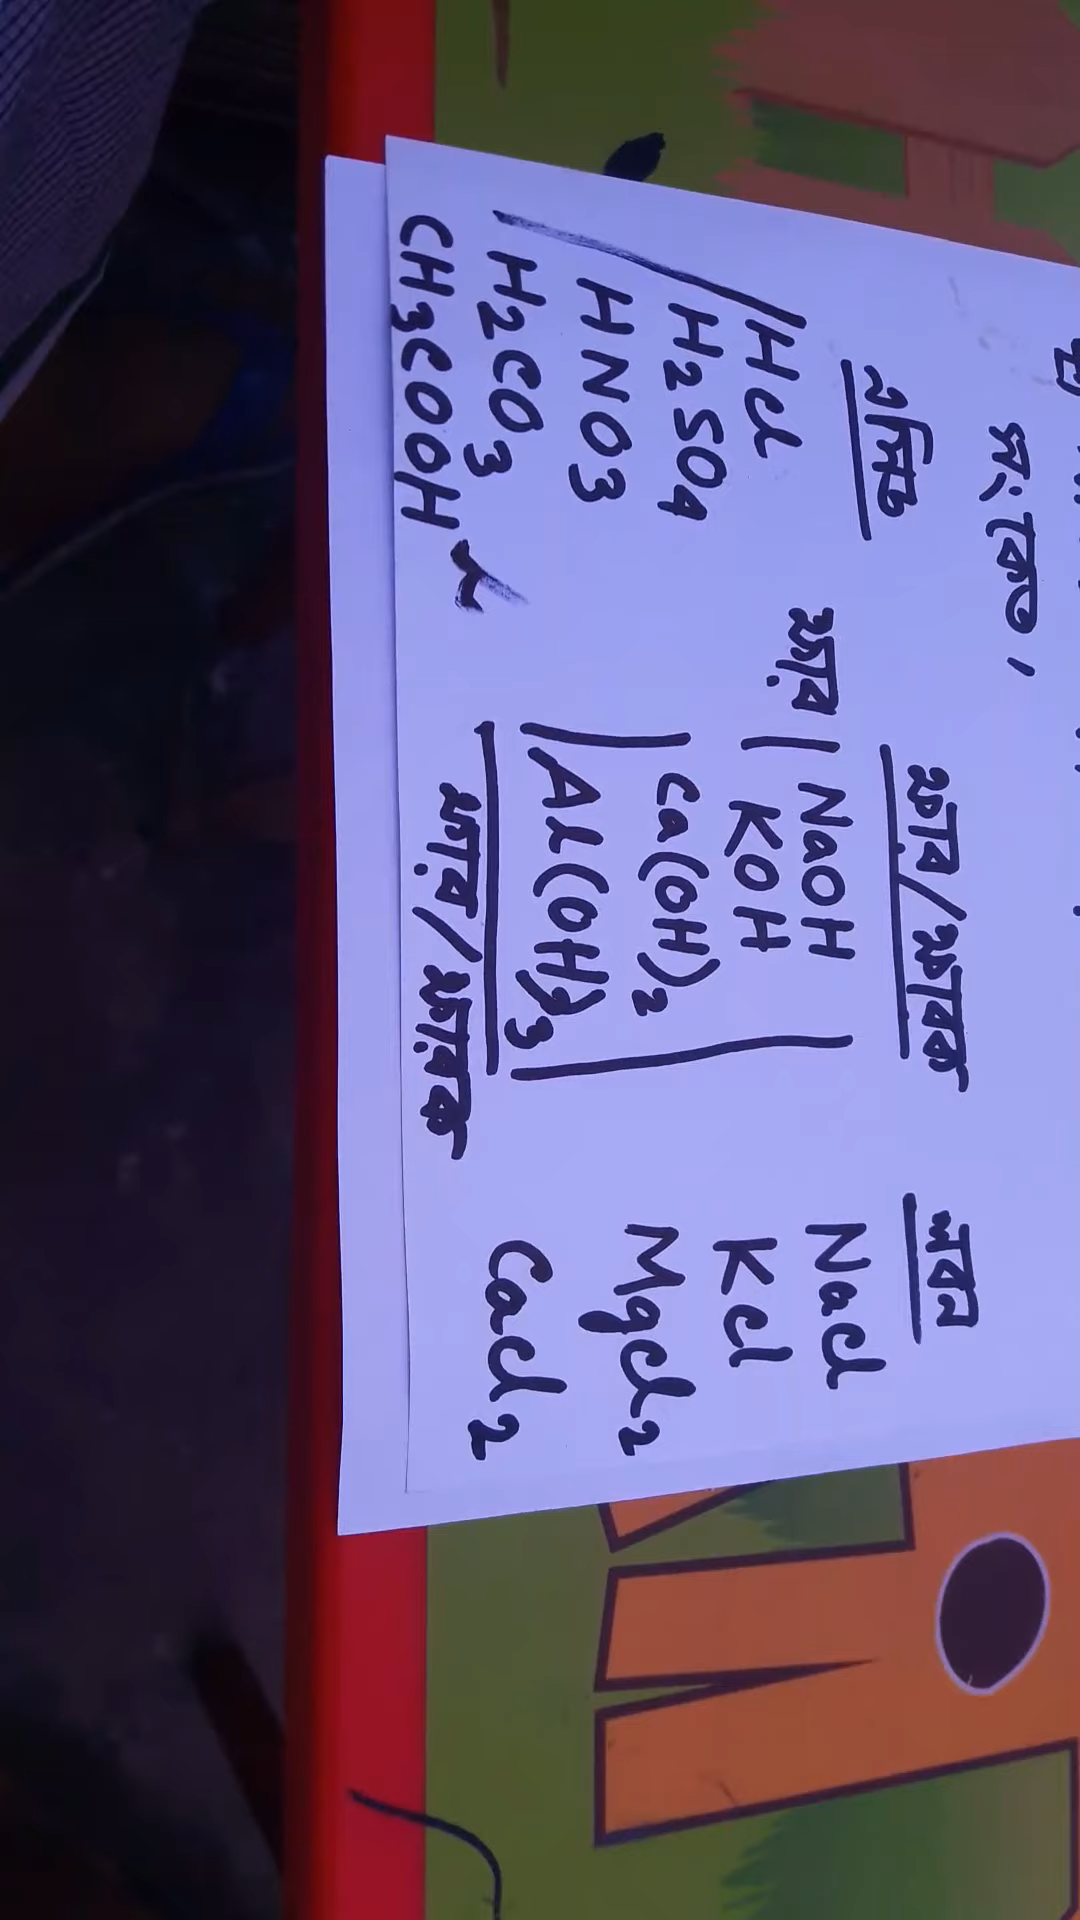 সংকেত,
এসিড
ক্ষার/ক্ষারক
লবন
HCl
ক্ষার | NaOH
NaCl
H2SO4
KOH
KCl
HNO3
Ca(OH)2
MgCl2
H2CO3
Al(OH)3
CaCl2
CH3COOH
ক্ষার/ক্ষারক